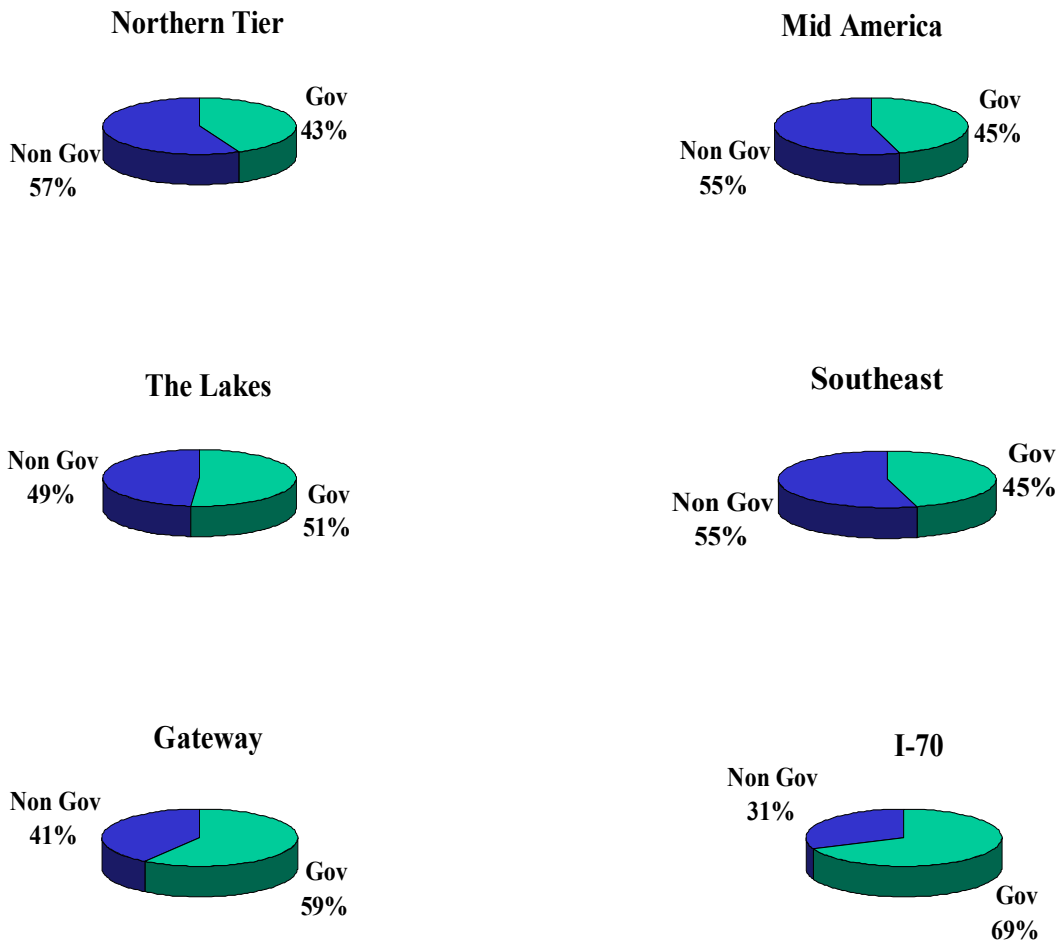 Northern Tier
Gov
43%
Non Gov
57%
Mid America
Gov
45%
Non Gov
55%
The Lakes
Non Gov
49%
Gov
51%
Southeast
Gov
45%
Non Gov
55%
Gateway
Non Gov
41%
Gov
59%
I-70
Non Gov
31%
Gov
69%